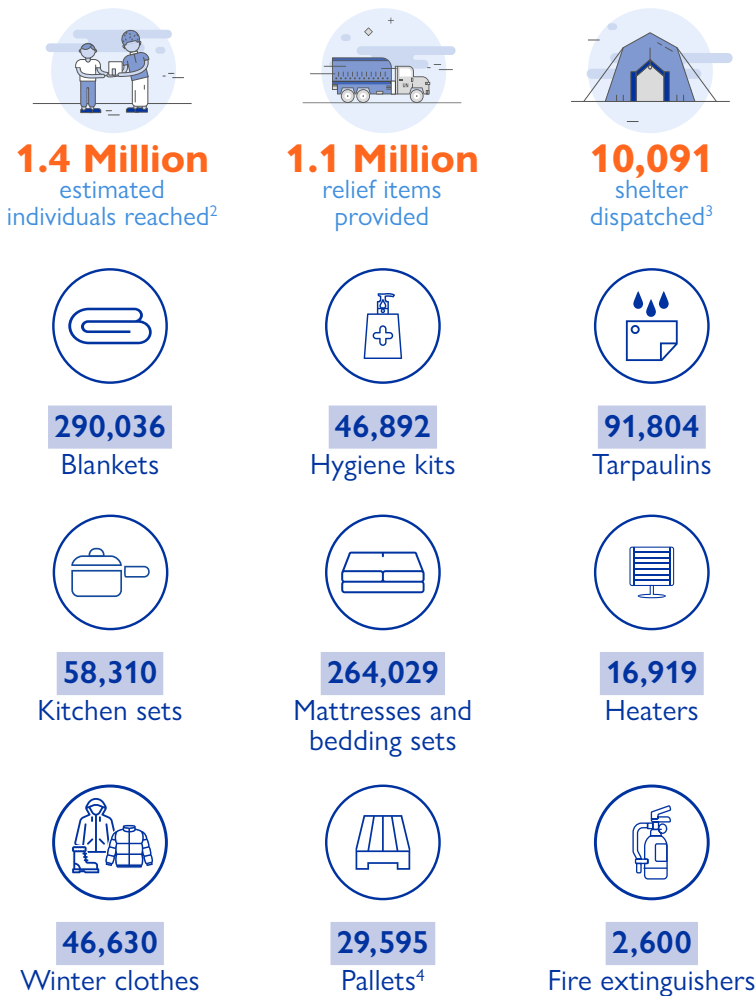 1.4 Million
estimated
individuals reached²
1.1 Million
relief items
provided
10,091
shelter
dispatched³
290,036
Blankets
46,892
Hygiene kits
91,804
Tarpaulins
58,310
Kitchen sets
264,029
Mattresses and
bedding sets
16,919
Heaters
46,630
Winter clothes
29,595
Pallets⁴
2,600
Fire extinguishers